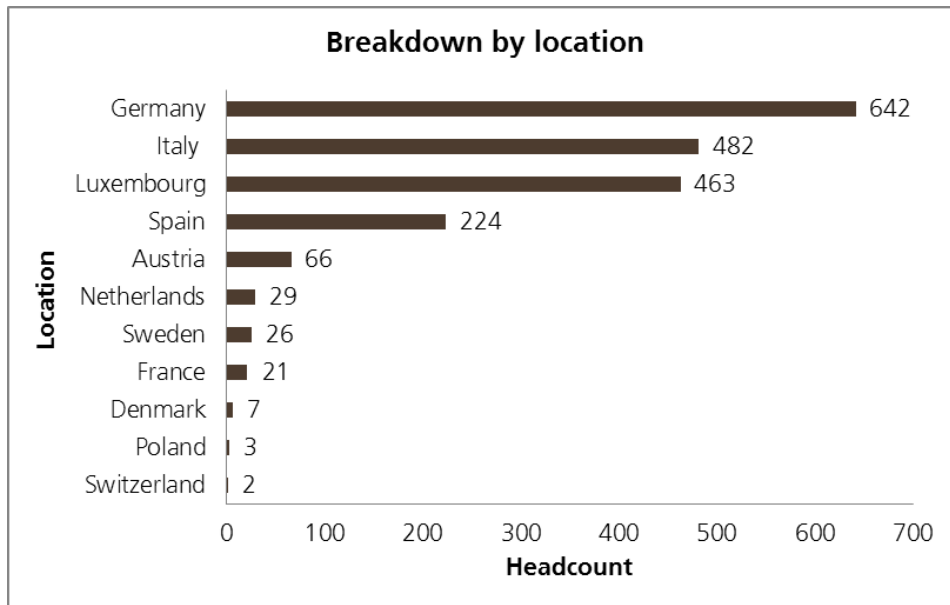 Breakdown by location
Germany 642
Italy 482
Luxembourg 463
Spain 224
Austria 66
Netherlands 29
Sweden 26
France 21
Denmark 7
Poland 3
Switzerland 2
Location
0 100 200 300 400 500 600 700
Headcount